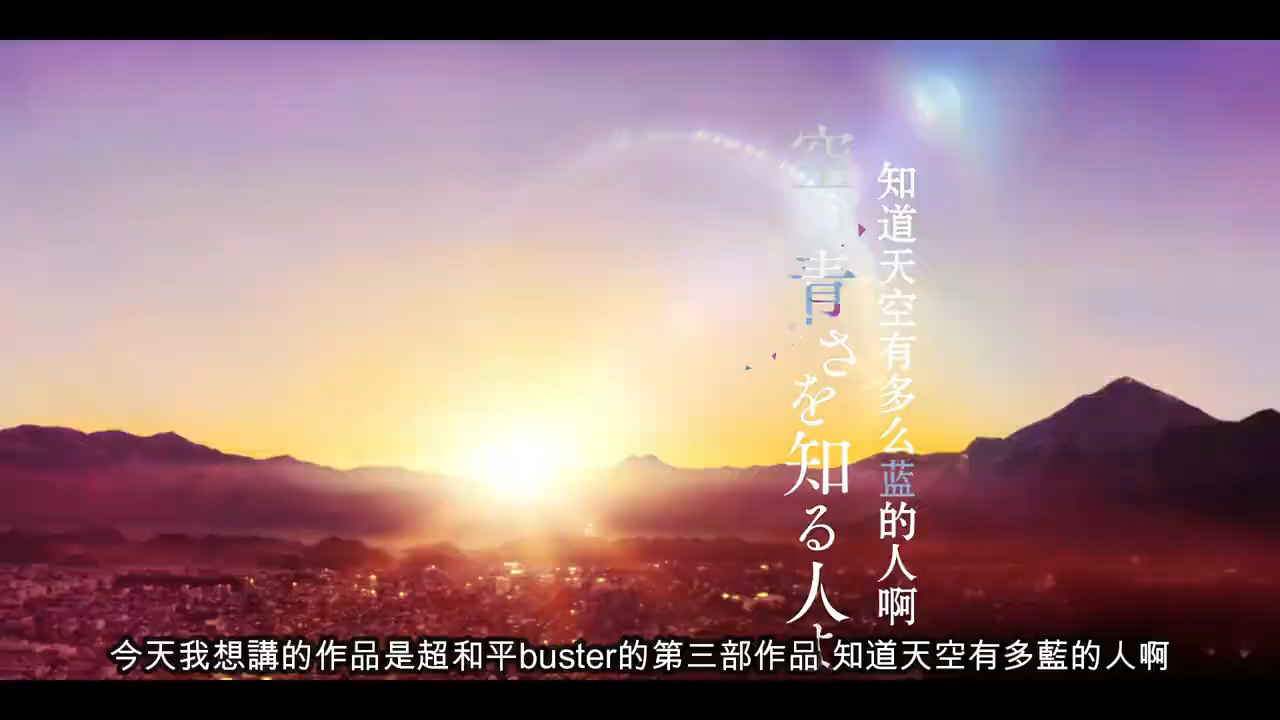 知道天空有多么蓝的人啊
空の青さを知る人よ
今天我想講的作品是超和平buster的第三部作品 知道天空有多藍的人啊